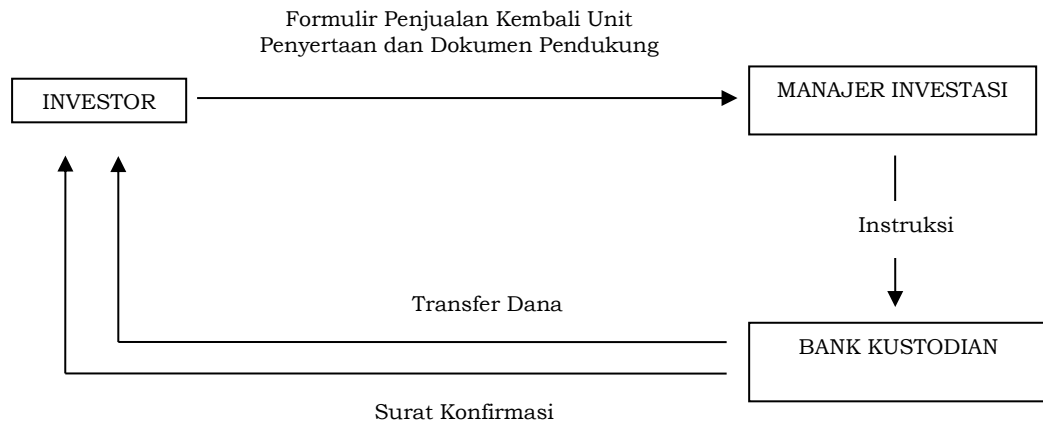 Formulir Penjualan Kembali Unit
Penyertaan dan Dokumen Pendukung
INVESTOR
MANAJER INVESTASI
Instruksi
Transfer Dana
BANK KUSTODIAN
Surat Konfirmasi